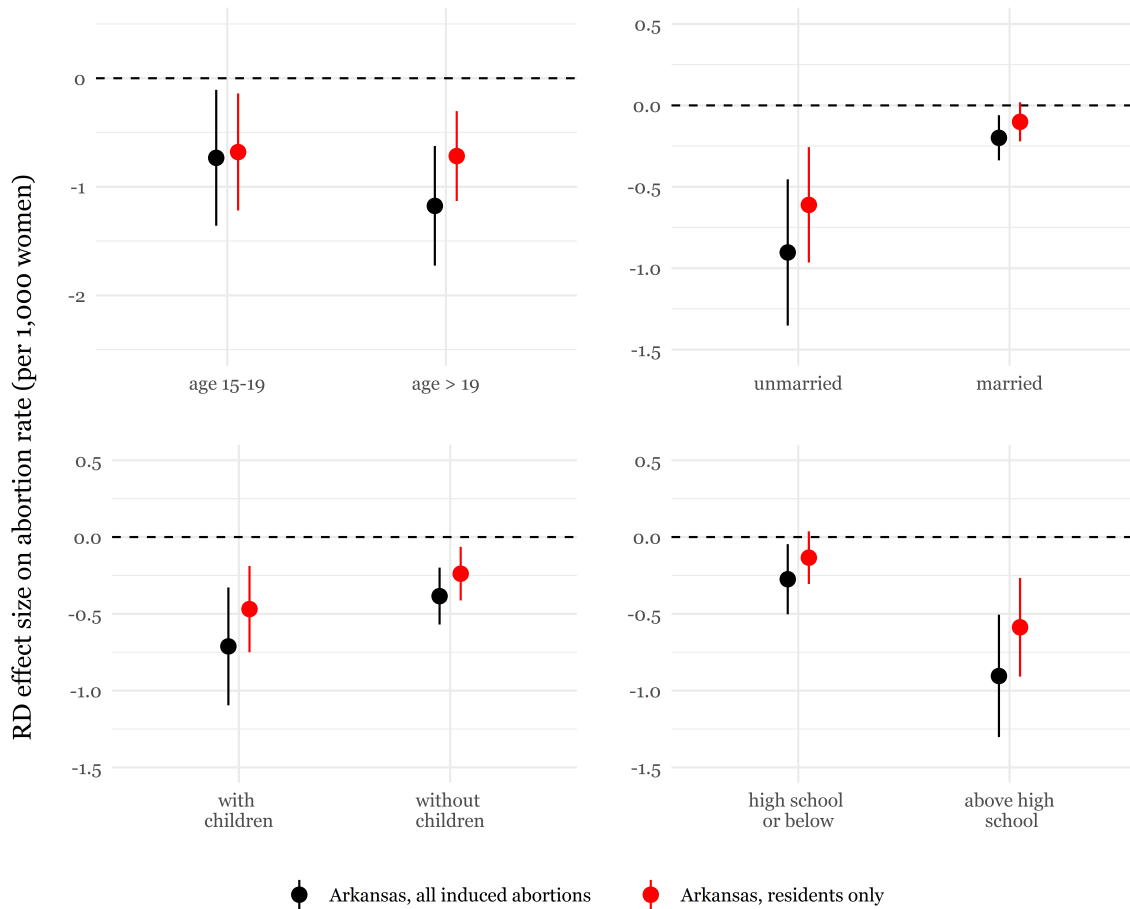 RD effect size on abortion rate (per 1,000 women)
0
-1
-2
age 15-19
age > 19
0.5
0.0
-0.5
-1.0
-1.5
unmarried
married
0.5
0.0
-0.5
-1.0
-1.5
with
children
without
children
0.5
0.0
-0.5
-1.0
-1.5
high school
or below
above high
school
Arkansas, all induced abortions
Arkansas, residents only